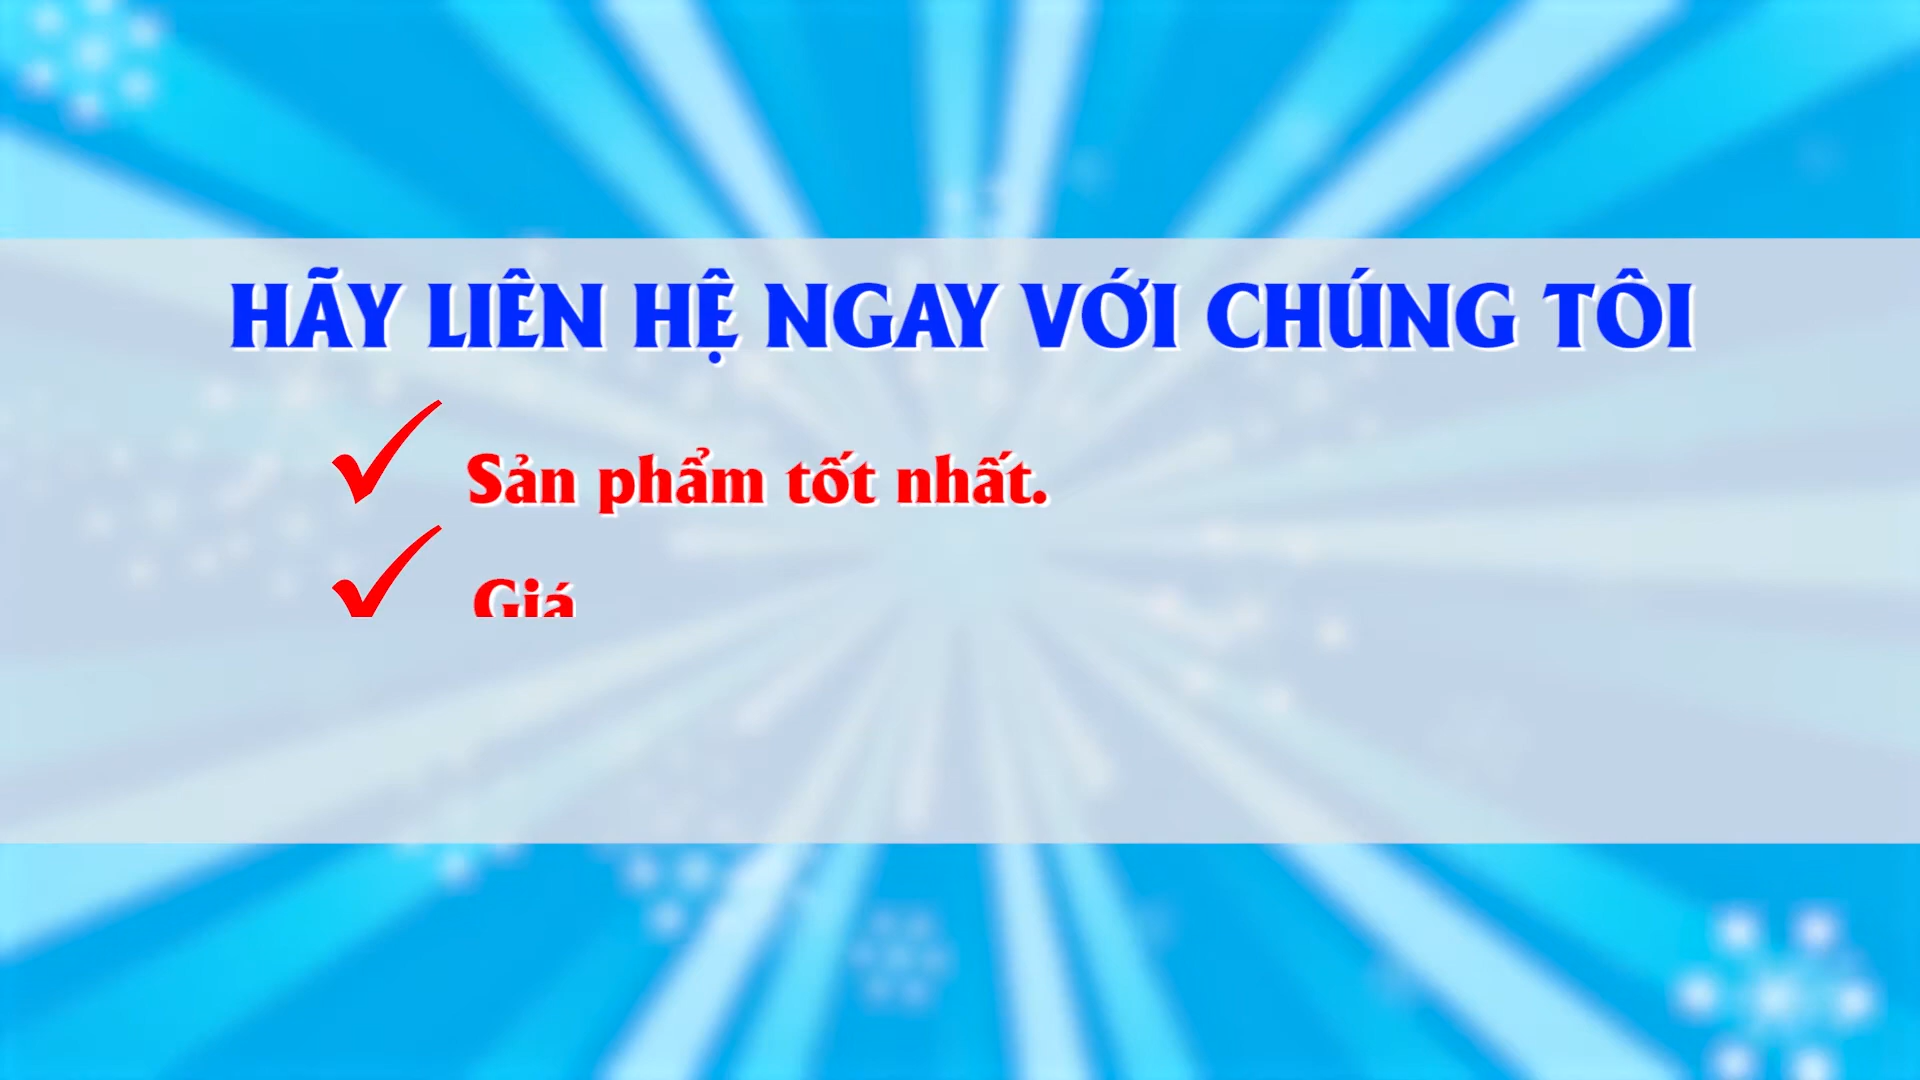 HÃY LIÊN HỆ NGAY VỚI CHÚNG TÔI
Sản phẩm tốt nhất.
Giá